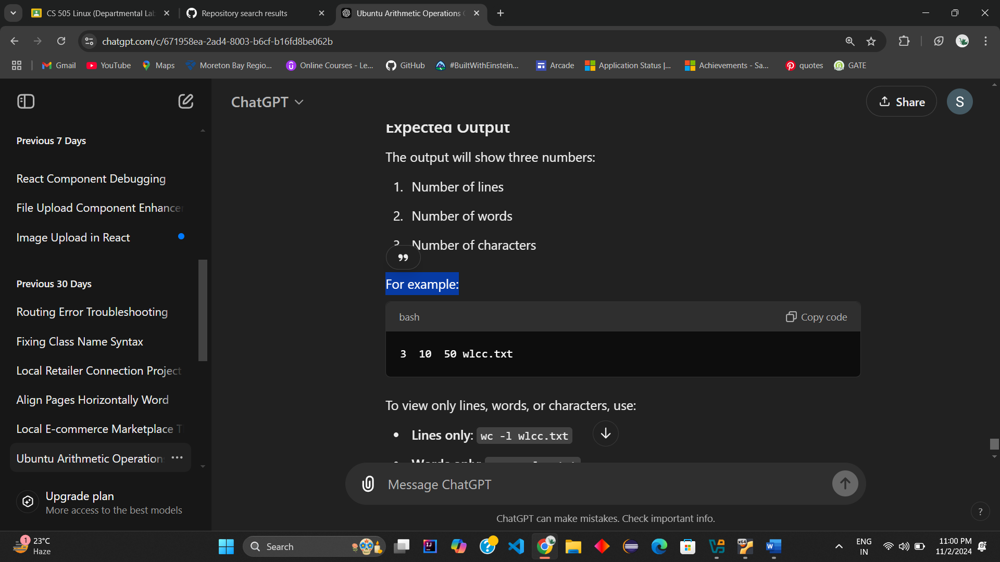 CS 505 Linux (Departmental Lab
Repository search results
Ubuntu Arithmetic Operations
chatgpt.com/c/671958ea-2ad4-8003-b6cf-b16fd8be062b
Gmail
YouTube
Maps
Moreton Bay Regio...
Online Courses - Le...
GitHub
#BuiltWithEinstein...
Arcade
Application Status |...
Achievements - Sa...
quotes
GATE
ChatGPT
Share
S
Previous 7 Days
React Component Debugging
File Upload Component Enhancer
Image Upload in React
Previous 30 Days
Routing Error Troubleshooting
Fixing Class Name Syntax
Local Retailer Connection Project
Align Pages Horizontally Word
Local E-commerce Marketplace T
Ubuntu Arithmetic Operations
Upgrade plan
More access to the best models
Expected Output
The output will show three numbers:
1. Number of lines
2. Number of words
3. Number of characters
For example:
bash
Copy code
3 10 50 wlcc.txt
To view only lines, words, or characters, use:
• Lines only: wc -l wlcc.txt
• Words only:
Message ChatGPT
ChatGPT can make mistakes. Check important info.
?
1
23°C
Haze
Search
ENG
IN
11:00 PM
11/2/2024